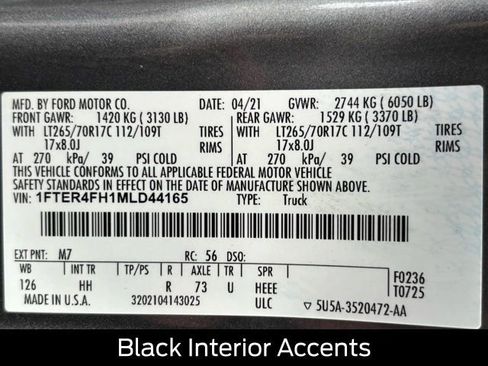 MFD. BY FORD MOTOR CO. DATE: 04/21 GVWR: 2744 KG ( 6050 LB)
FRONT GAWR: 1420 KG ( 3130 LB) REAR GAWR: 1529 KG ( 3370 LB)
WITH LT265/70R17C 112/109T TIRES WITH LT265/70R17C 112/109T TIRES
17x8.0J RIMS 17x8.0J RIMS
AT 270 kPa/ 39 PSI COLD AT 270 kPa/ 39 PSI COLD
THIS VEHICLE CONFORMS TO ALL APPLICABLE FEDERAL MOTOR VEHICLE
SAFETY AND THEFT PREVENTION STANDARDS IN EFFECT ON THE DATE OF MANUFACTURE SHOWN ABOVE.
VIN: 1FTER4FH1MLD44165 TYPE: Truck
EXT PNT: M7 RC: 56 DSO:
WB INT TR TP/PS R AXLE TR SPR F0236
126 HH R 73 U HEEE T0725
MADE IN U.S.A. 3202104143025 ULC 5U5A-3520472-AA
Black Interior Accents